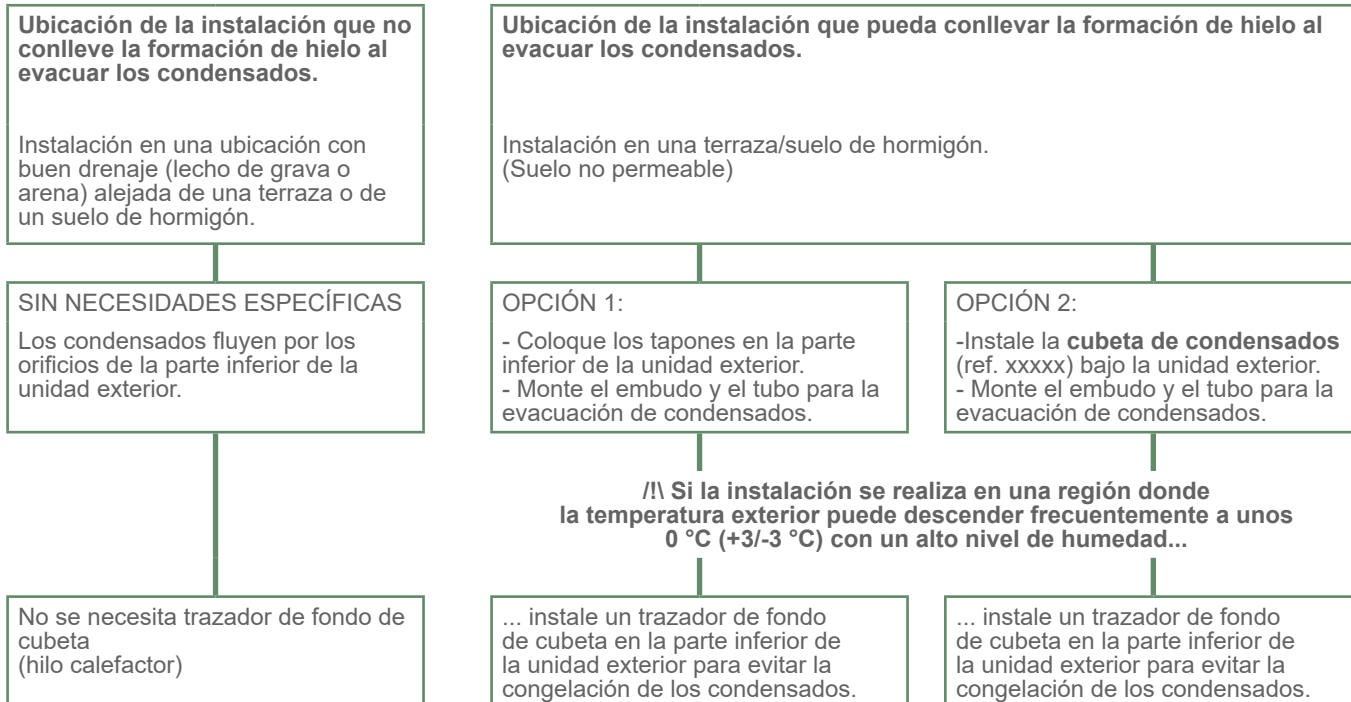 Ubicación de la instalación que no
conlleve la formación de hielo al
evacuar los condensados.
Instalación en una ubicación con
buen drenaje (lecho de grava o
arena) alejada de una terraza o de
un suelo de hormigón.
Ubicación de la instalación que pueda conllevar la formación de hielo al
evacuar los condensados.
Instalación en una terraza/suelo de hormigón.
(Suelo no permeable)
SIN NECESIDADES ESPECÍFICAS
Los condensados fluyen por los
orificios de la parte inferior de la
unidad exterior.
OPCIÓN 1:
- Coloque los tapones en la parte
inferior de la unidad exterior.
- Monte el embudo y el tubo para la
evacuación de condensados.
OPCIÓN 2:
-Instale la cubeta de condensados
(ref. xxxxx) bajo la unidad exterior.
- Monte el embudo y el tubo para la
evacuación de condensados.
/!\ Si la instalación se realiza en una región donde
la temperatura exterior puede descender frecuentemente a unos
0 °C (+3/-3 °C) con un alto nivel de humedad...
No se necesita trazador de fondo de
cubeta
(hilo calefactor)
... instale un trazador de fondo
de cubeta en la parte inferior de
la unidad exterior para evitar la
congelación de los condensados.
... instale un trazador de fondo
de cubeta en la parte inferior de
la unidad exterior para evitar la
congelación de los condensados.